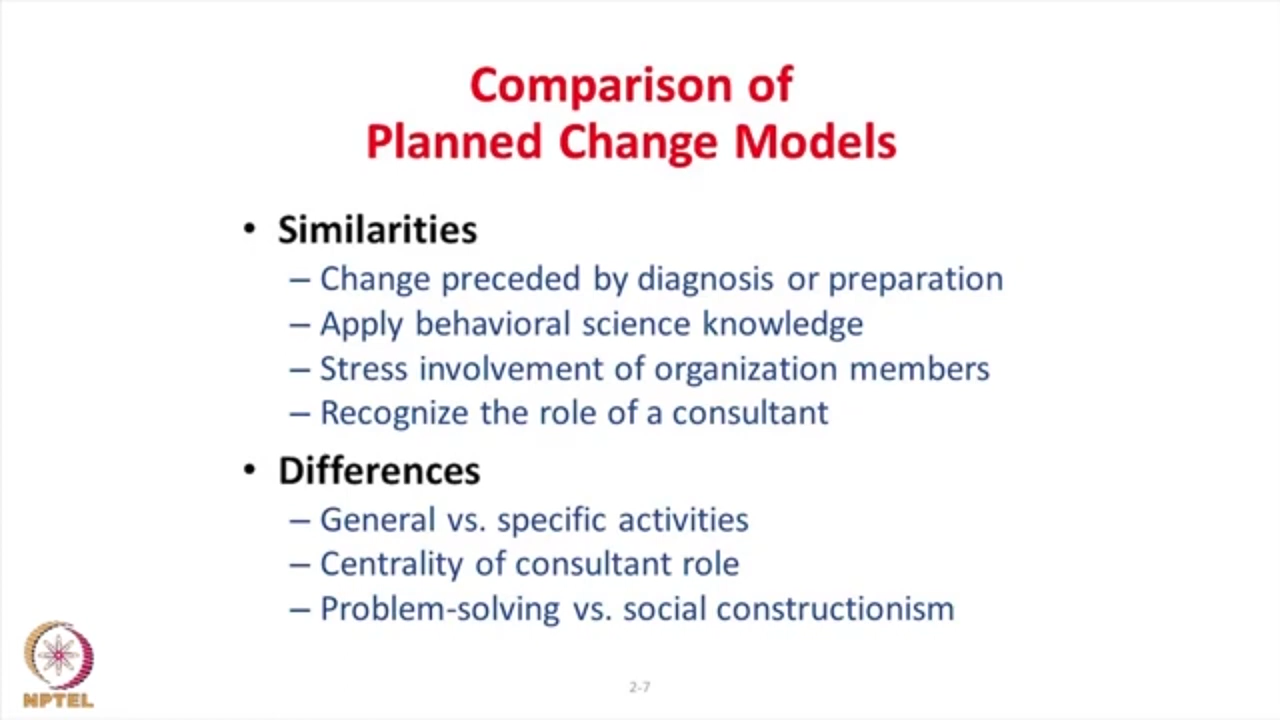 Comparison of
Planned Change Models
• Similarities
– Change preceded by diagnosis or preparation
– Apply behavioral science knowledge
– Stress involvement of organization members
– Recognize the role of a consultant
• Differences
– General vs. specific activities
– Centrality of consultant role
– Problem-solving vs. social constructionism
NPTEL
2-7